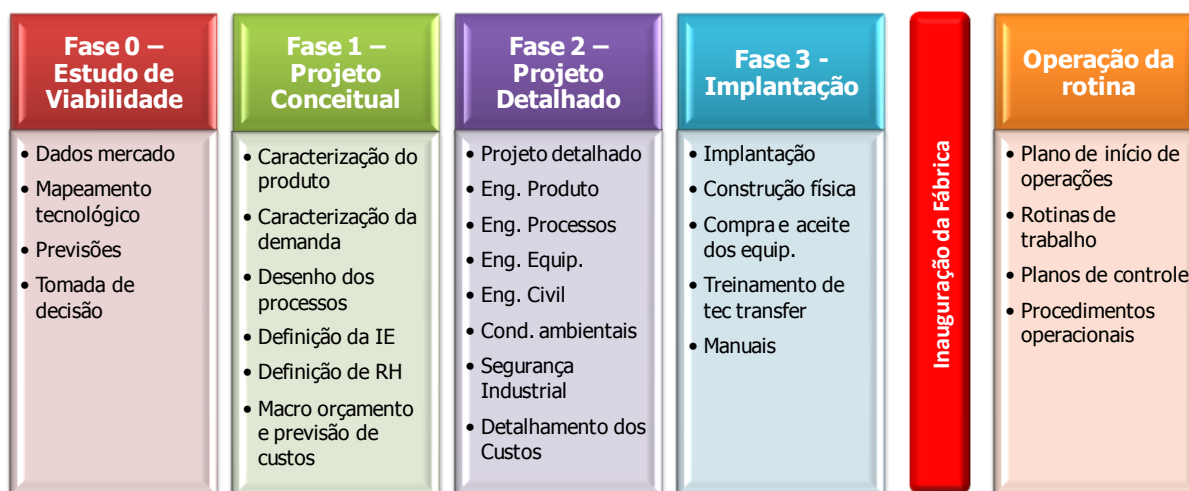 Fase 0 –
Estudo de
Viabilidade
• Dados mercado
• Mapeamento
tecnológico
• Previsões
• Tomada de
decisão
Fase 1 –
Projeto
Conceitual
• Caracterização do
produto
• Caracterização da
demanda
• Desenho dos
processos
• Definição da IE
• Definição de RH
• Macro orçamento
e previsão de
custos
Fase 2 –
Projeto
Detalhado
• Projeto detalhado
• Eng. Produto
• Eng. Processos
• Eng. Equip.
• Eng. Civil
• Cond. ambientais
• Segurança
Industrial
• Detalhamento dos
Custos
Fase 3 -
Implantação
• Implantação
• Construção física
• Compra e aceite
dos equip.
• Treinamento de
tec transfer
• Manuais
Inauguração da Fábrica
Operação da
rotina
• Plano de início de
operações
• Rotinas de
trabalho
• Planos de controle
• Procedimentos
operacionais